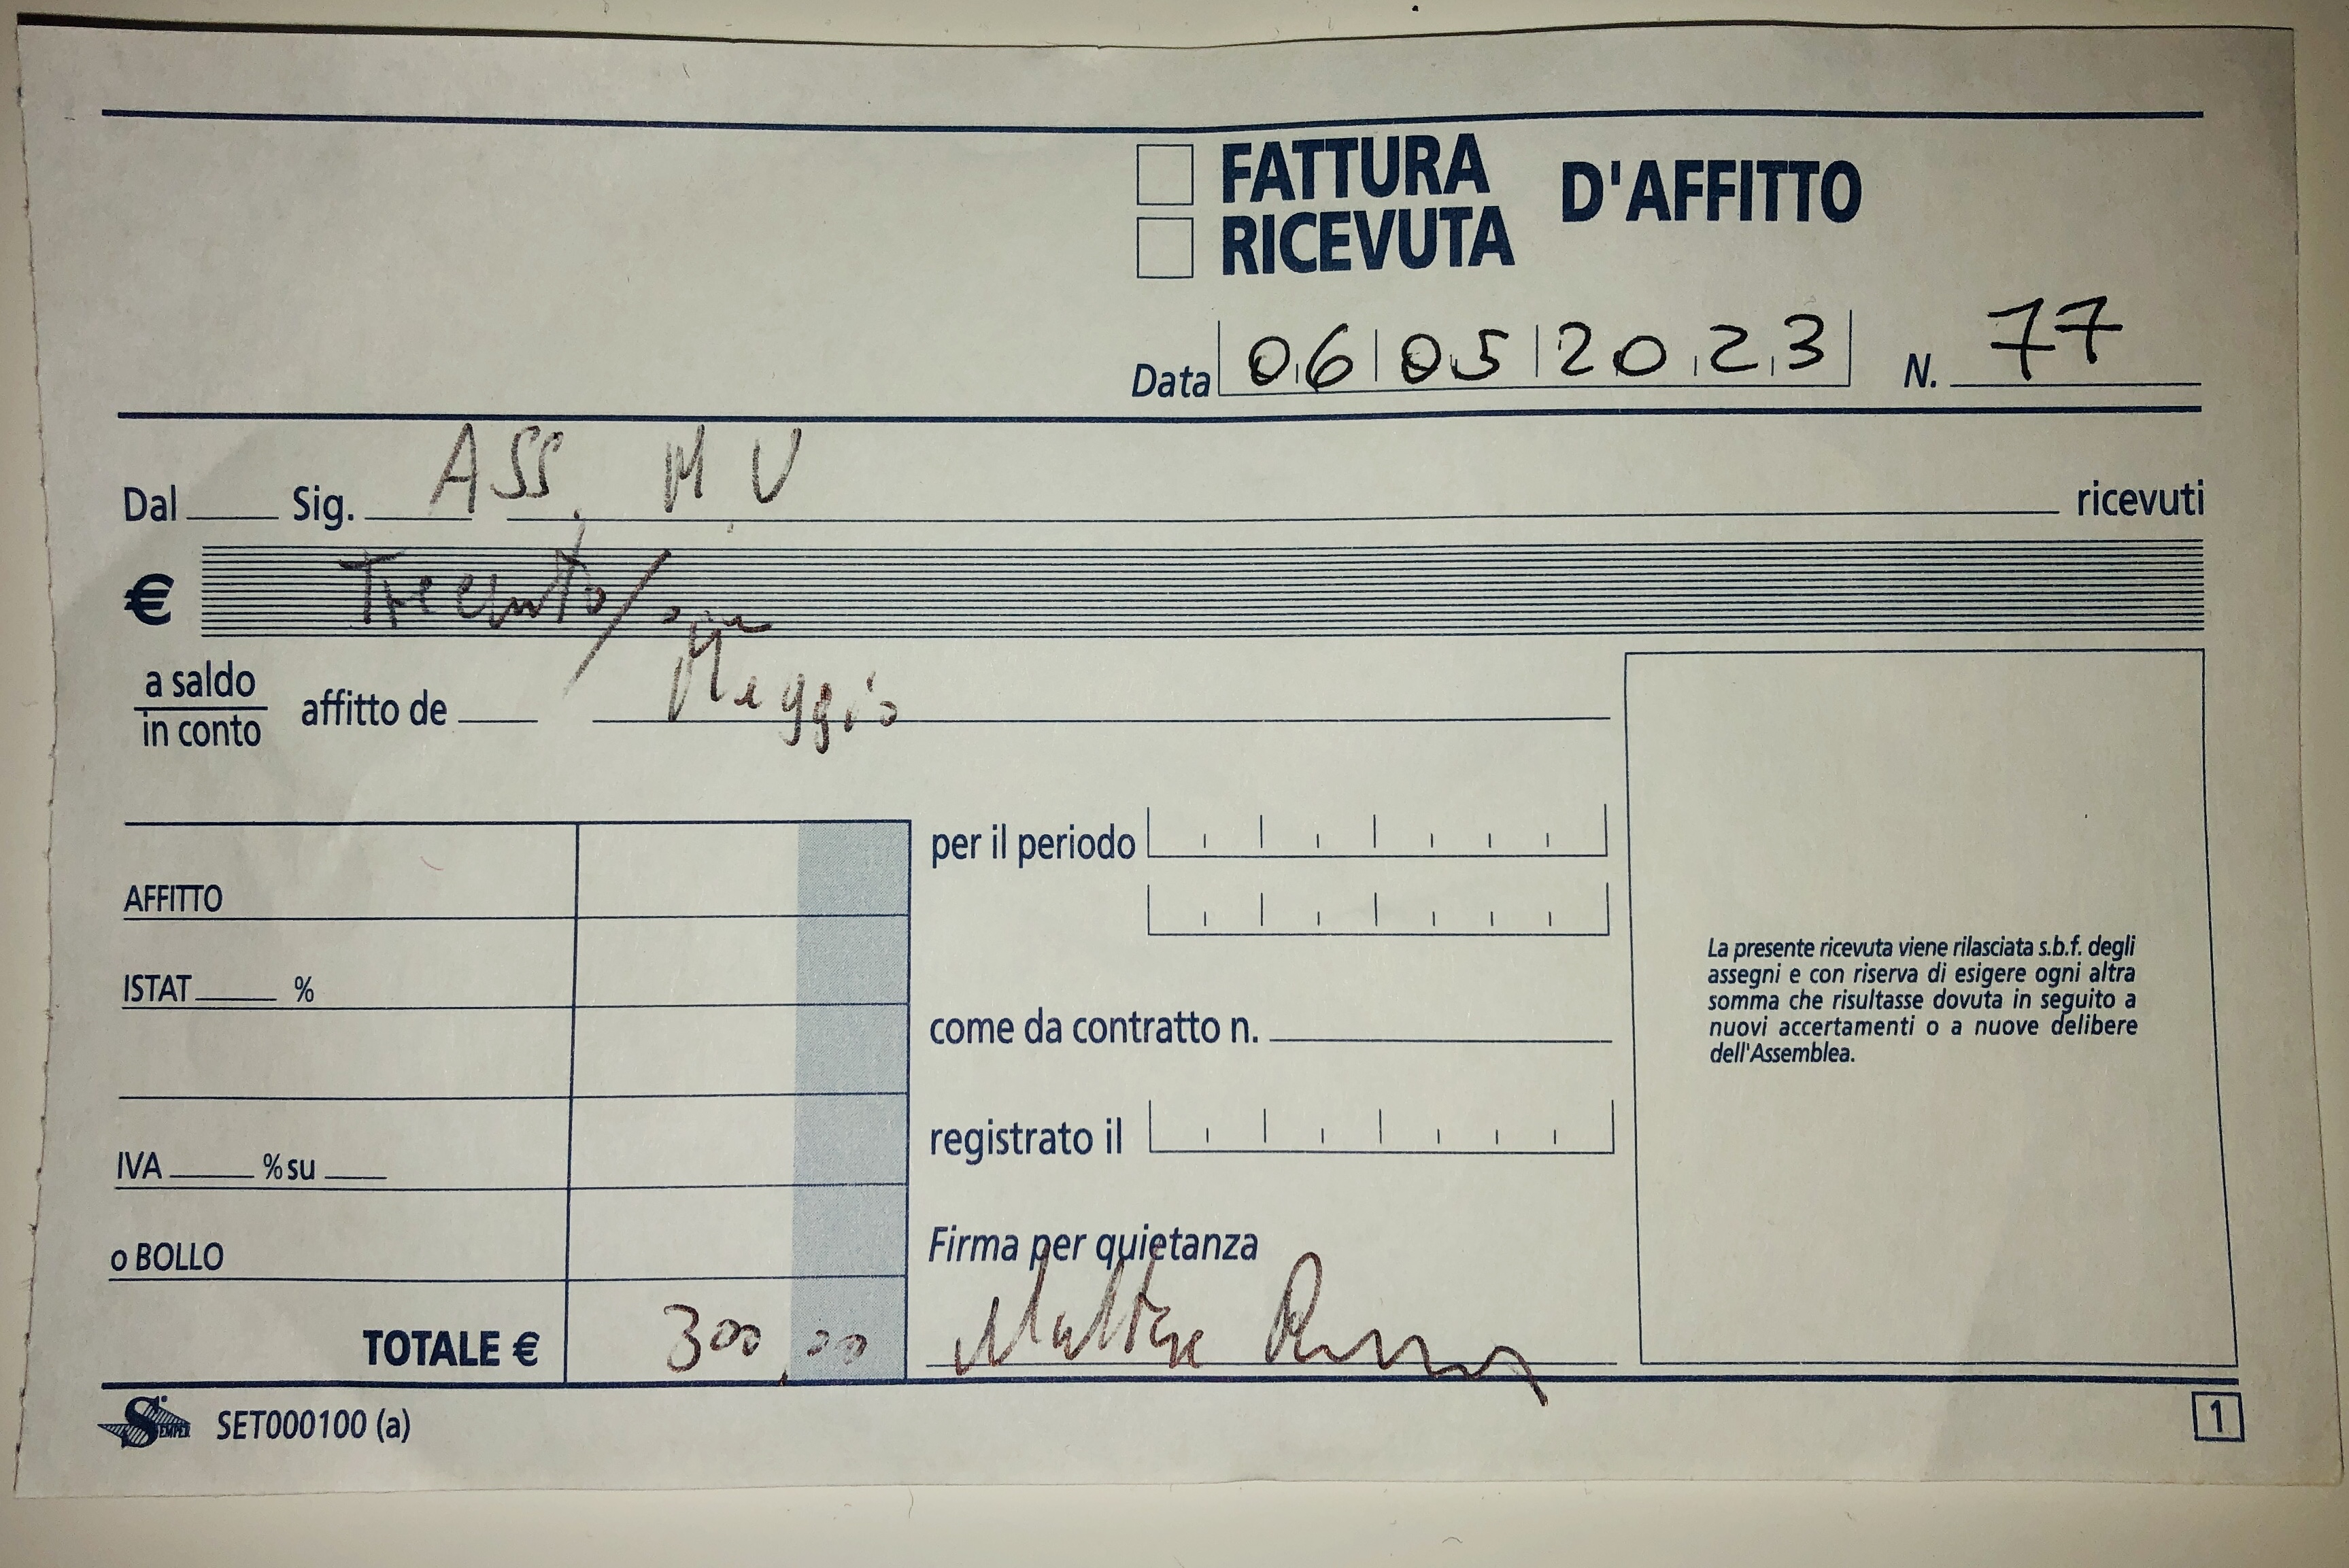 FATTURA
RICEVUTA
D'AFFITTO
Data 06 05 2023 N. 77
Dal Sig. ASS. M.V ricevuti
€ Trecento/
a saldo
in conto
affitto de Maggio
AFFITTO
ISTAT %
IVA % su
o BOLLO
TOTALE € 300,00
per il periodo
come da contratto n.
registrato il
Firma per quietanza
La presente ricevuta viene rilasciata s.b.f. degli
assegni e con riserva di esigere ogni altra
somma che risultasse dovuta in seguito a
nuovi accertamenti o a nuove delibere
dell'Assemblea.
SEMPER SET000100 (a)
1